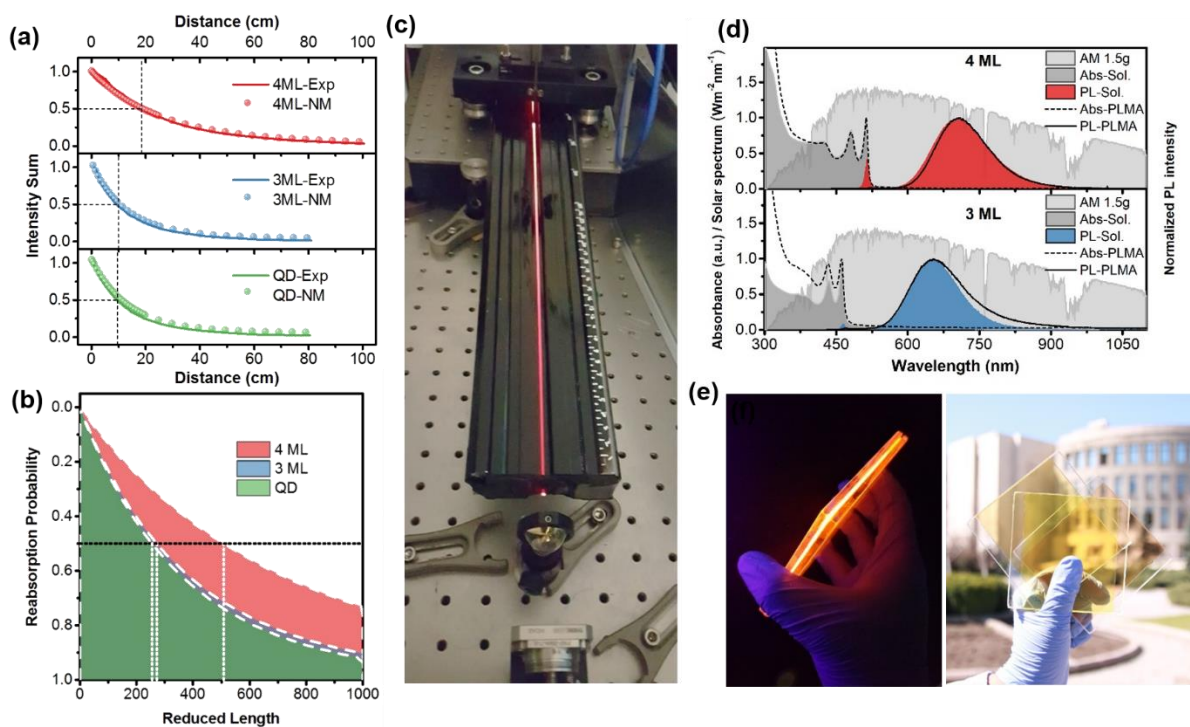 (a)
Distance (cm)
0 20 40 60 80 100
1.0
0.5
0.0
4ML-Exp
4ML-NM
1.0
0.5
0.0
3ML-Exp
3ML-NM
1.0
0.5
0.0
QD-Exp
QD-NM
Intensity Sum
0 20 40 60 80 100
Distance (cm)
(b)
0.0
0.2
0.4
0.6
0.8
1.0
Reabsorption Probability
4 ML
3 ML
QD
0 200 400 600 800 1000
Reduced Length
(c)
(d)
2.0
1.5
1.0
0.5
0.0
4 ML
AM 1.5g
Abs-Sol.
PL-Sol.
Abs-PLMA
PL-PLMA
1.5
1.0
0.5
0.0
3 ML
AM 1.5g
Abs-Sol.
PL-Sol.
Abs-PLMA
PL-PLMA
Absorbance (a.u.) / Solar spectrum (Wm⁻²nm⁻¹)
Normalized PL intensity
300 450 600 750 900 1050
Wavelength (nm)
(e)
(f)